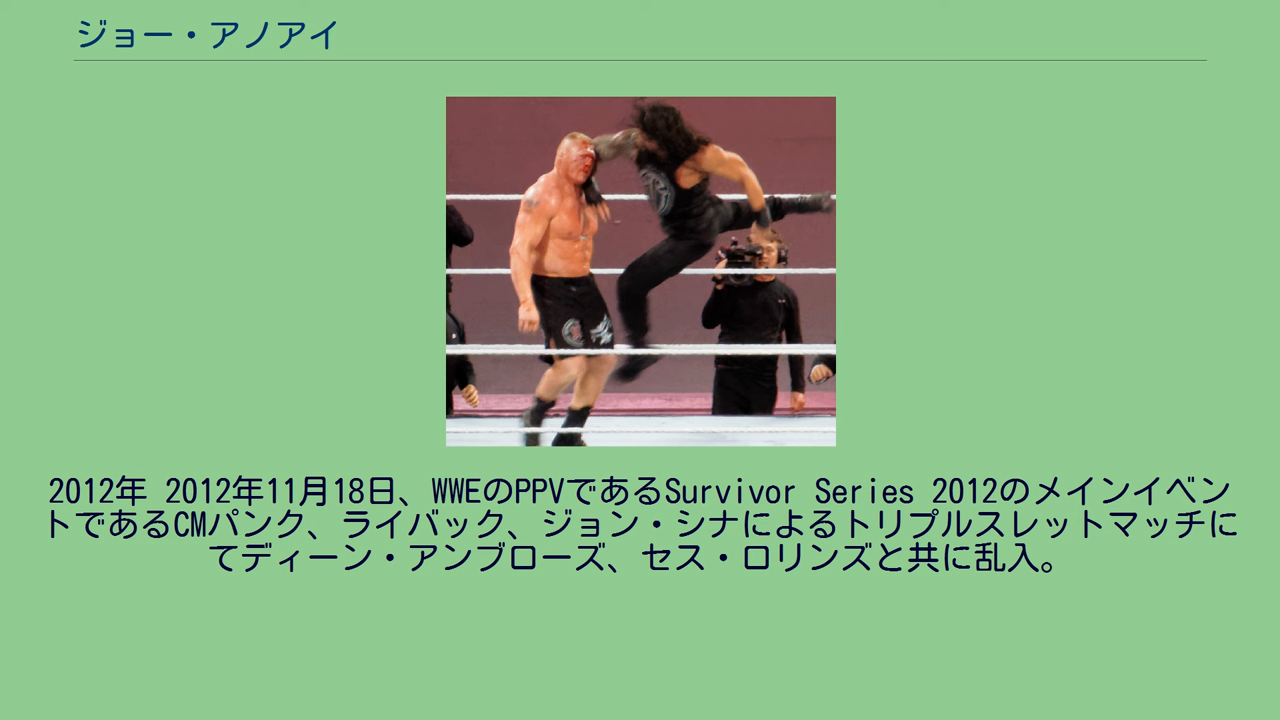 ジョー・アノアイ
2012年 2012年11月18日、WWEのPPVであるSurvivor Series 2012のメインイベン
トであるCMパンク、ライバック、ジョン・シナによるトリプルスレットマッチに
てディーン・アンブローズ、セス・ロリンズと共に乱入。